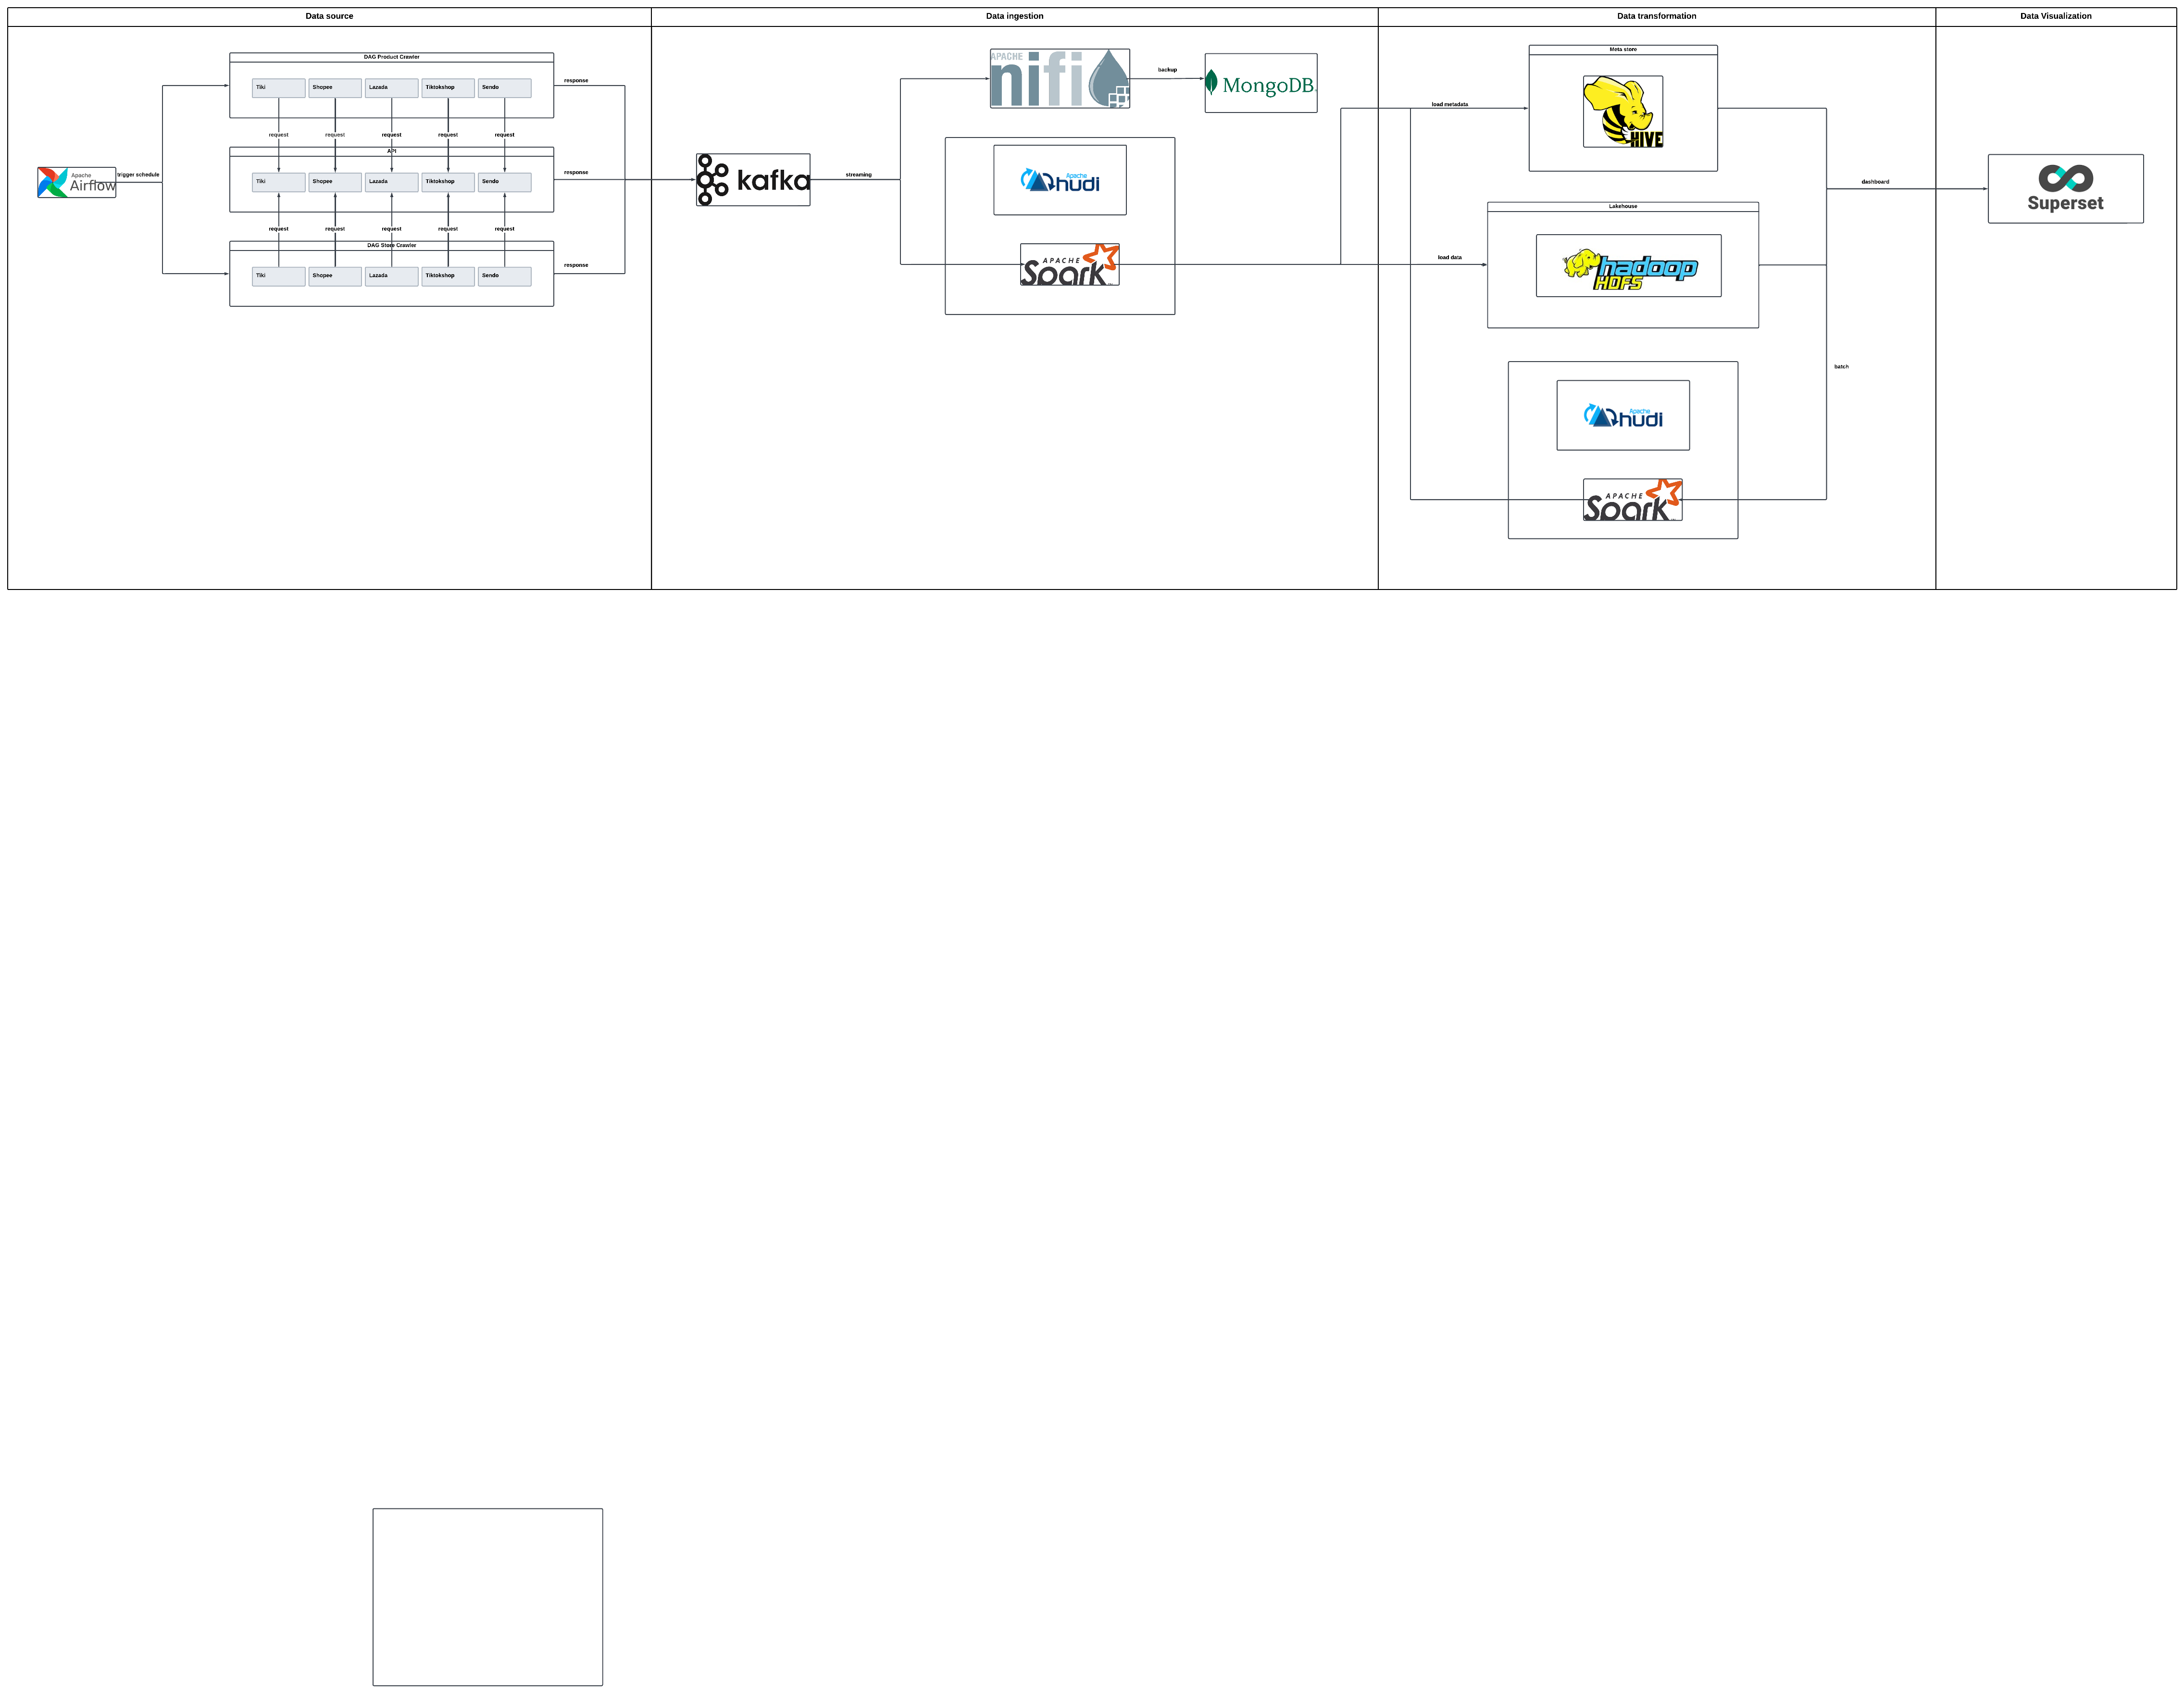 Data source
Data ingestion
Data transformation
Data Visualization
DAG Product Crawler
Tiki
Shopee
Lazada
Tiktokshop
Sendo
response
request
request
request
request
request
API
Tiki
Shopee
Lazada
Tiktokshop
Sendo
response
request
request
request
request
request
DAG Store Crawler
Tiki
Shopee
Lazada
Tiktokshop
Sendo
response
Apache
Airflow
trigger schedule
kafka
streaming
APACHE
nifi
backup
MongoDB
Apache
hudi
APACHE
Spark
load metadata
load data
Meta store
HIVE
Lakehouse
hadoop
HDFS
Apache
hudi
APACHE
Spark
batch
dashboard
Superset